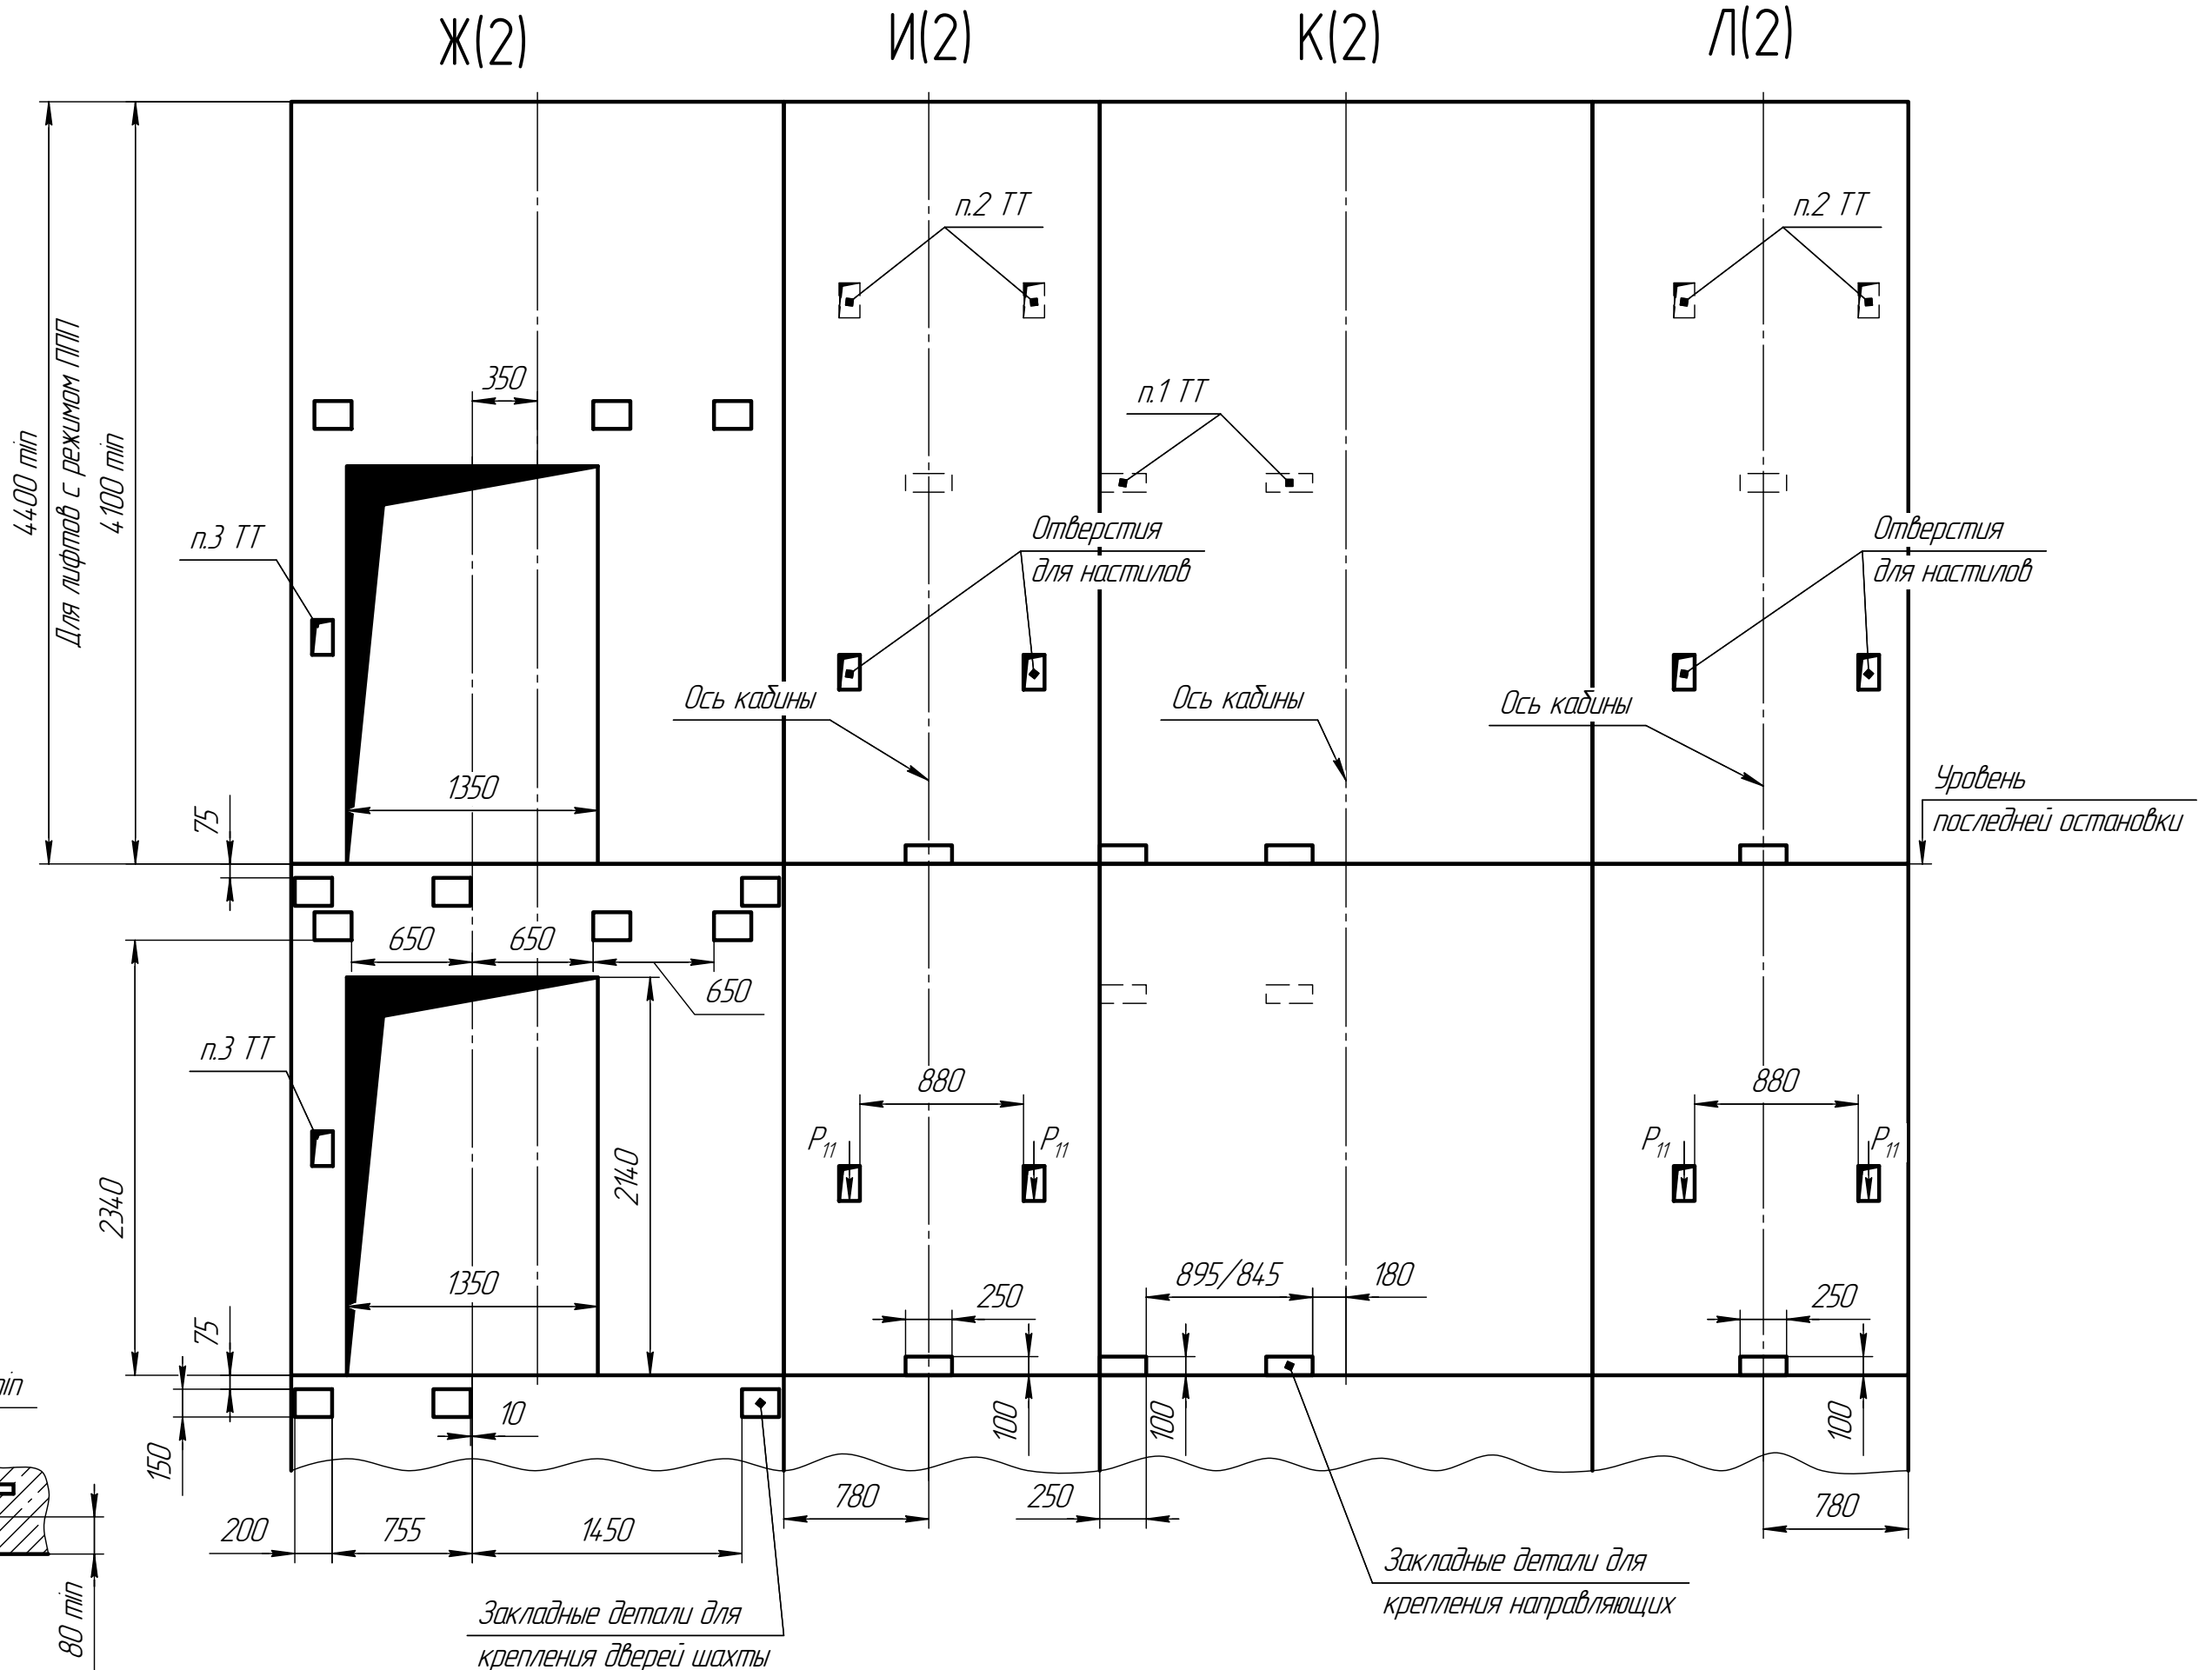 Ж(2)
И(2)
К(2)
Л(2)
п.2 ТТ
п.2 ТТ
350
п.1 ТТ
4400 min
Для лифтов с режимом ППП
4100 min
п.3 ТТ
Отверстия
для настилов
Отверстия
для настилов
Ось кабины
Ось кабины
Ось кабины
1350
75
Уровень
последней остановки
650
650
650
п.3 ТТ
880
880
P11
P11
P11
P11
2340
2140
1350
895/845
180
250
250
75
10
100
100
100
150
780
250
780
200
755
1450
Закладные детали для
крепления направляющих
Закладные детали для
крепления дверей шахты
80 min